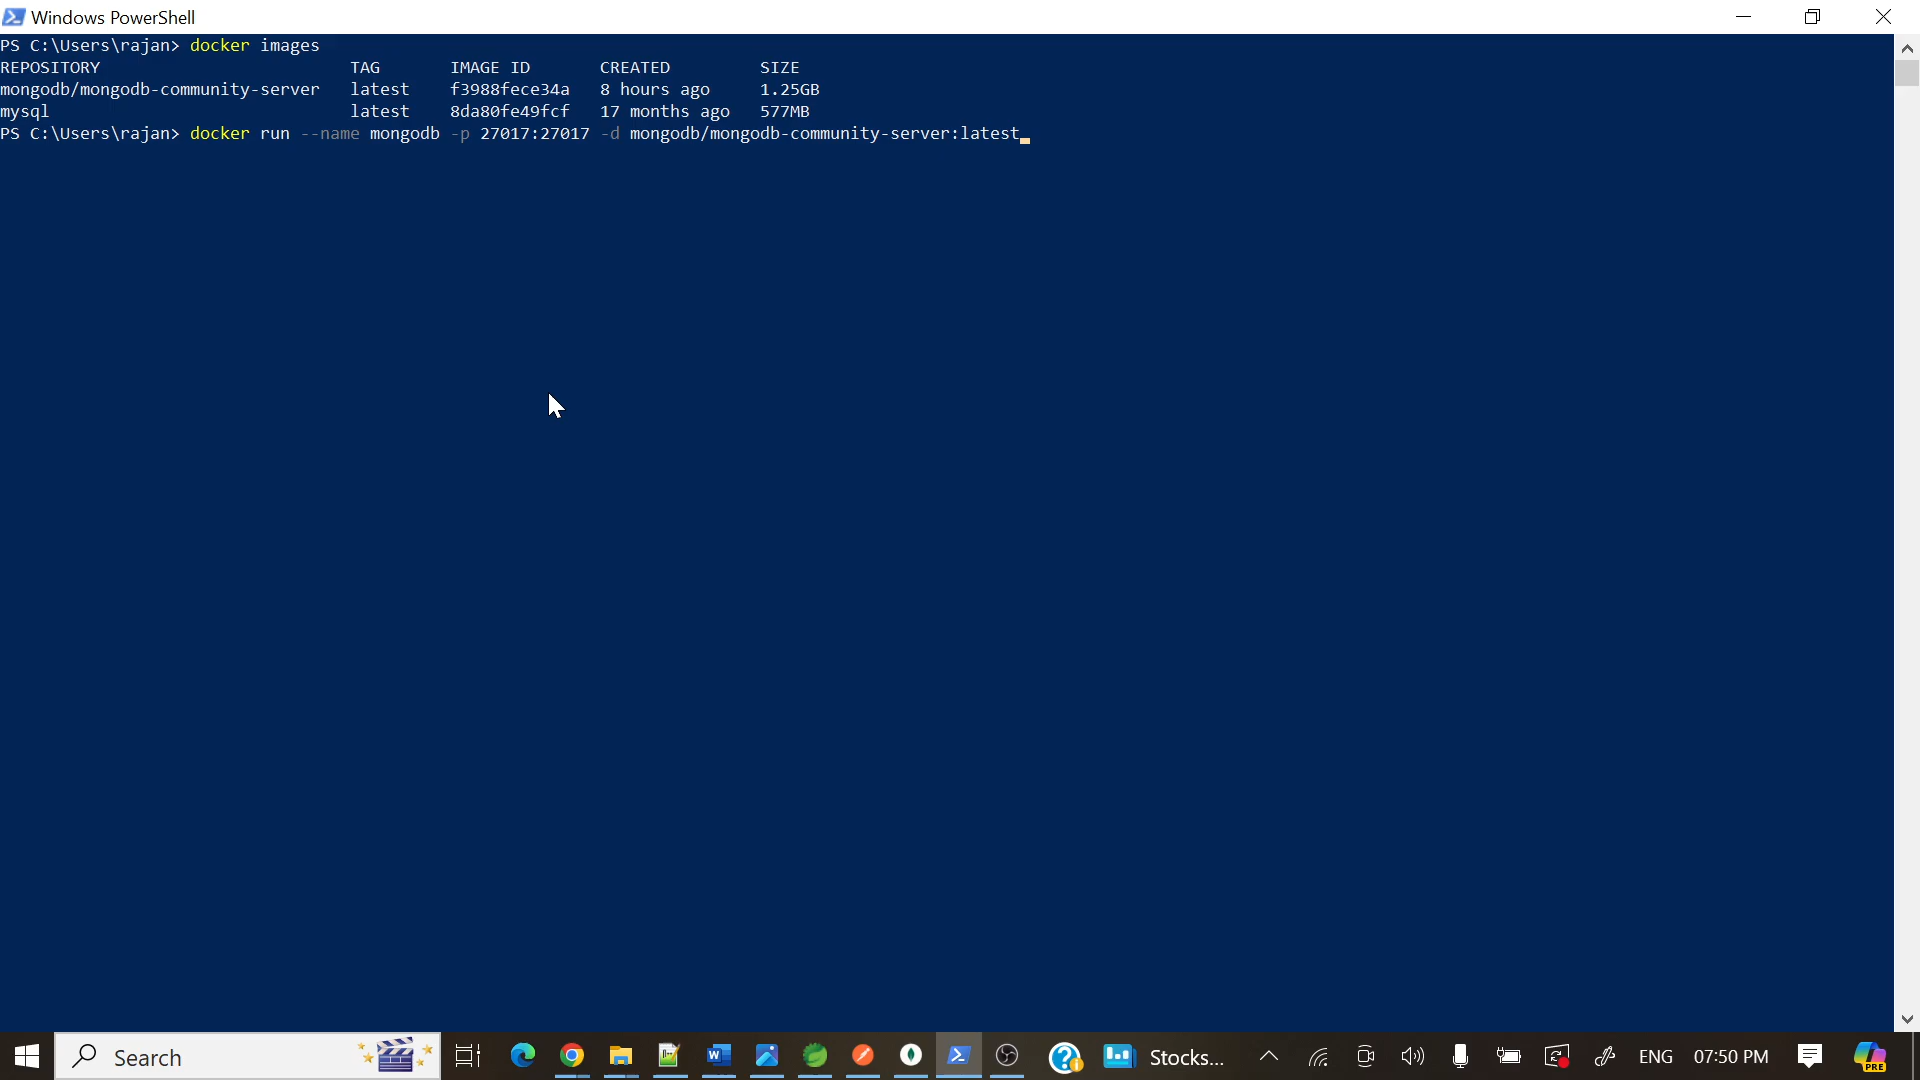 Windows PowerShell
PS C:\Users\rajan> docker images
REPOSITORY TAG IMAGE ID CREATED SIZE
mongodb/mongodb-community-server latest f3988fece34a 8 hours ago 1.25GB
mysql latest 8da80fe49fcf 17 months ago 577MB
PS C:\Users\rajan> docker run --name mongodb -p 27017:27017 -d mongodb/mongodb-community-server:latest
Search Stocks... ENG 07:50 PM
PRE